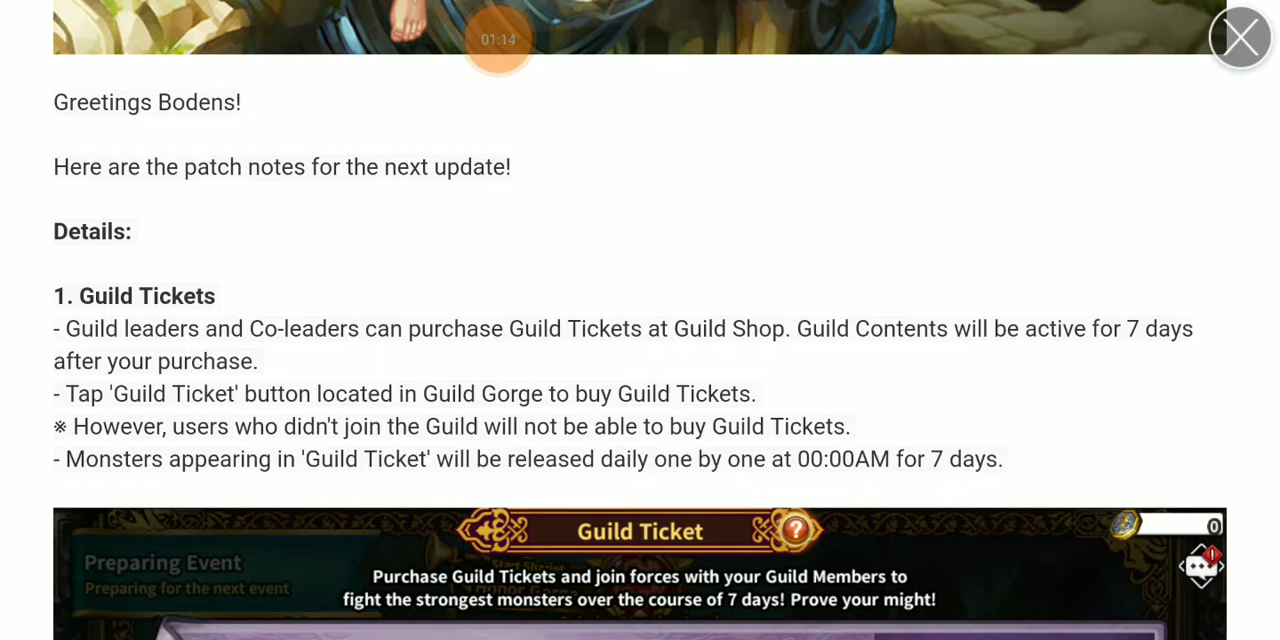 01:14
Greetings Bodens!
Here are the patch notes for the next update!
Details:
1. Guild Tickets
- Guild leaders and Co-leaders can purchase Guild Tickets at Guild Shop. Guild Contents will be active for 7 days
after your purchase.
- Tap 'Guild Ticket' button located in Guild Gorge to buy Guild Tickets.
※ However, users who didn't join the Guild will not be able to buy Guild Tickets.
- Monsters appearing in 'Guild Ticket' will be released daily one by one at 00:00AM for 7 days.
Guild Ticket
?
0
Preparing Event
Preparing for the next event
Purchase Guild Tickets and join forces with your Guild Members to
fight the strongest monsters over the course of 7 days! Prove your might!